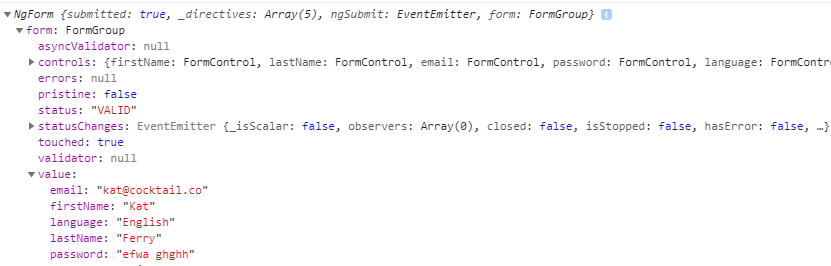 ▼NgForm {submitted: true, _directives: Array(5), ngSubmit: EventEmitter, form: FormGroup} i
▼form: FormGroup
asyncValidator: null
▶controls: {firstName: FormControl, lastName: FormControl, email: FormControl, password: FormControl, language: FormContr
errors: null
pristine: false
status: "VALID"
▶statusChanges: EventEmitter {_isScalar: false, observers: Array(0), closed: false, isStopped: false, hasError: false, …}
touched: true
validator: null
▼value:
email: "kat@cocktail.co"
firstName: "Kat"
language: "English"
lastName: "Ferry"
password: "efwa ghghh"